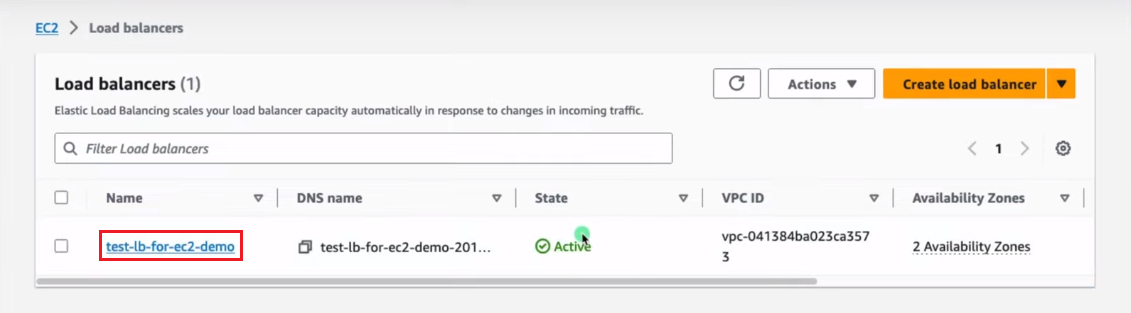 EC2 > Load balancers
Load balancers (1)
Actions
Create load balancer
Elastic Load Balancing scales your load balancer capacity automatically in response to changes in incoming traffic.
Filter Load balancers
1
Name DNS name State VPC ID Availability Zones
test-lb-for-ec2-demo test-lb-for-ec2-demo-201... Active vpc-041384ba023ca357 2 Availability Zones
3